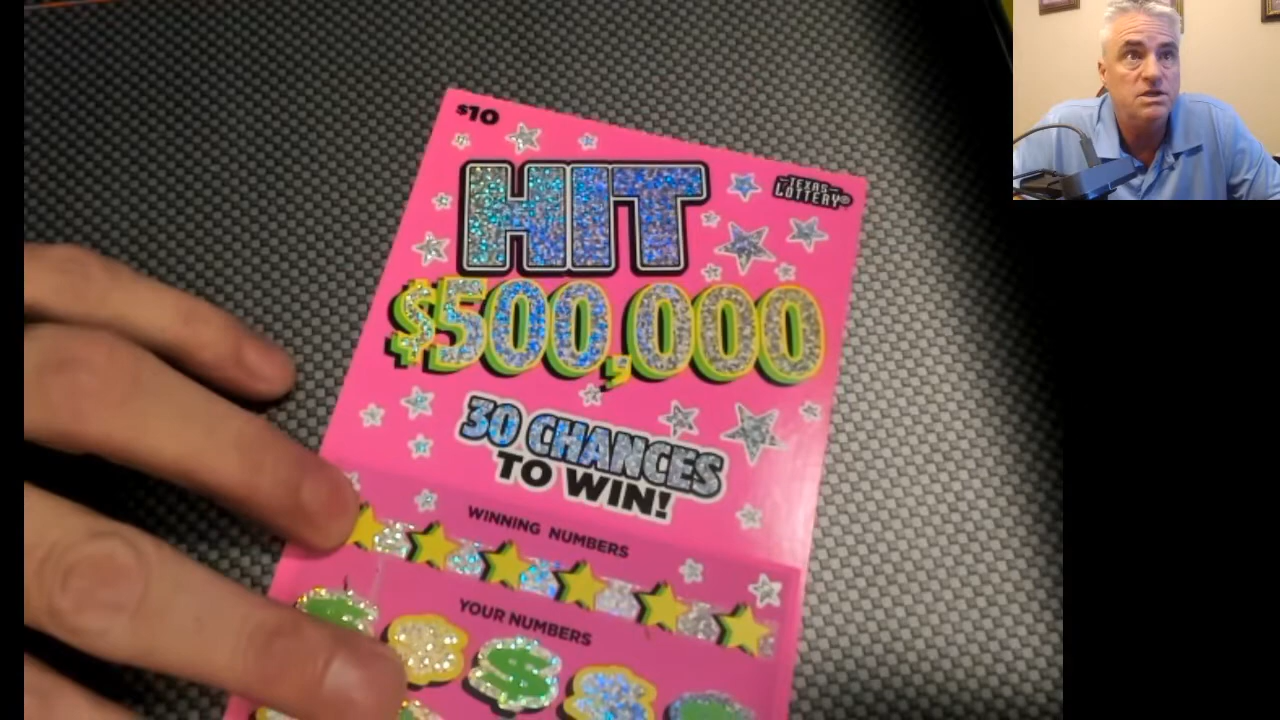 $10
TEXAS
LOTTERY®
HIT
$500,000
30 CHANCES
TO WIN!
WINNING NUMBERS
YOUR NUMBERS
$